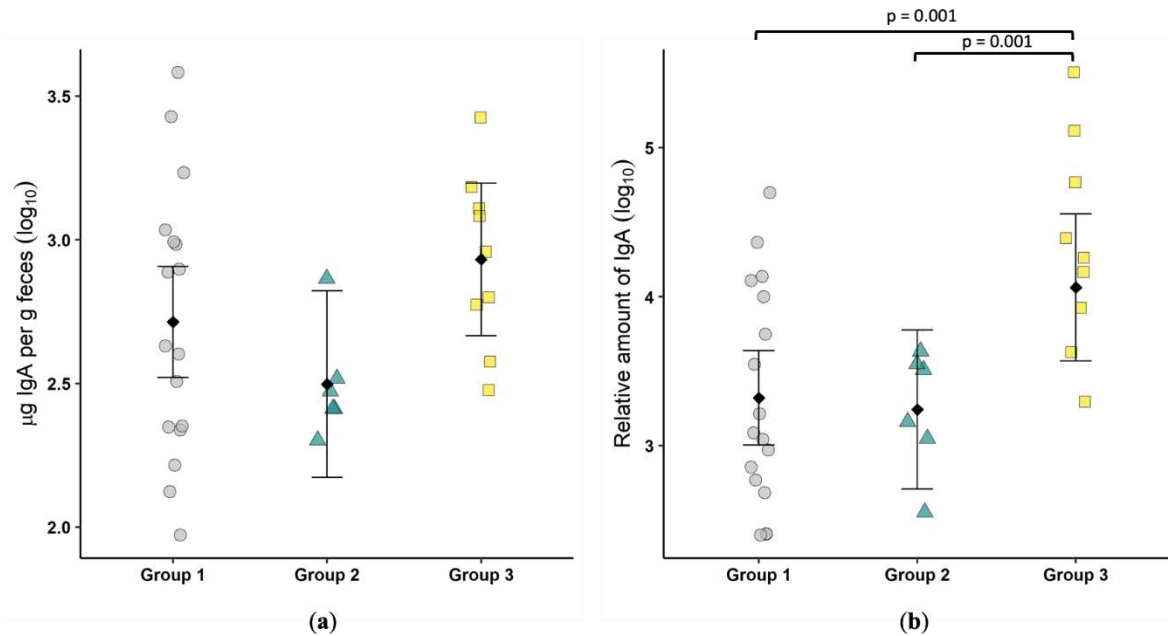 p = 0.001
p = 0.001
µg IgA per g feces (log₁₀)
3.5
3.0
2.5
2.0
Group 1
Group 2
Group 3
(a)
Relative amount of IgA (log₁₀)
5
4
3
Group 1
Group 2
Group 3
(b)